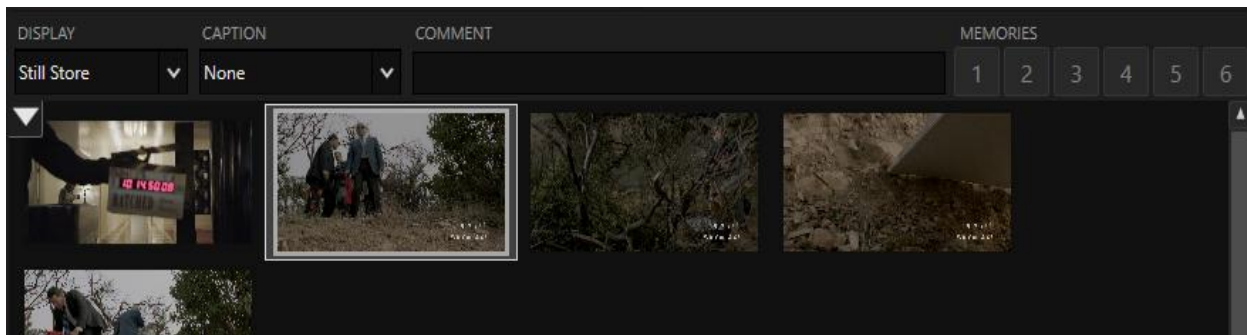 DISPLAY
CAPTION
COMMENT
MEMORIES
Still Store
None
1
2
3
4
5
6